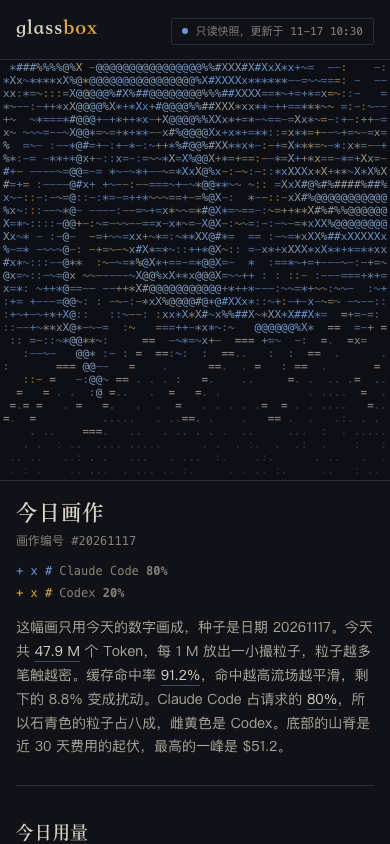 glassbox
只读快照，更新于 11-17 10:30
今日画作
画作编号 #20261117
+ x # Claude Code 80%
+ x # Codex 20%
这幅画只用今天的数字画成，种子是日期 20261117。今天
共 47.9 M 个 Token，每 1 M 放出一小撮粒子，粒子越多
笔触越密。缓存命中率 91.2%，命中越高流场越平滑，剩
下的 8.8% 变成扰动。Claude Code 占请求的 80%，所
以石青色的粒子占八成，雌黄色是 Codex。底部的山脊是
近 30 天费用的起伏，最高的一峰是 $51.2。
今日用量